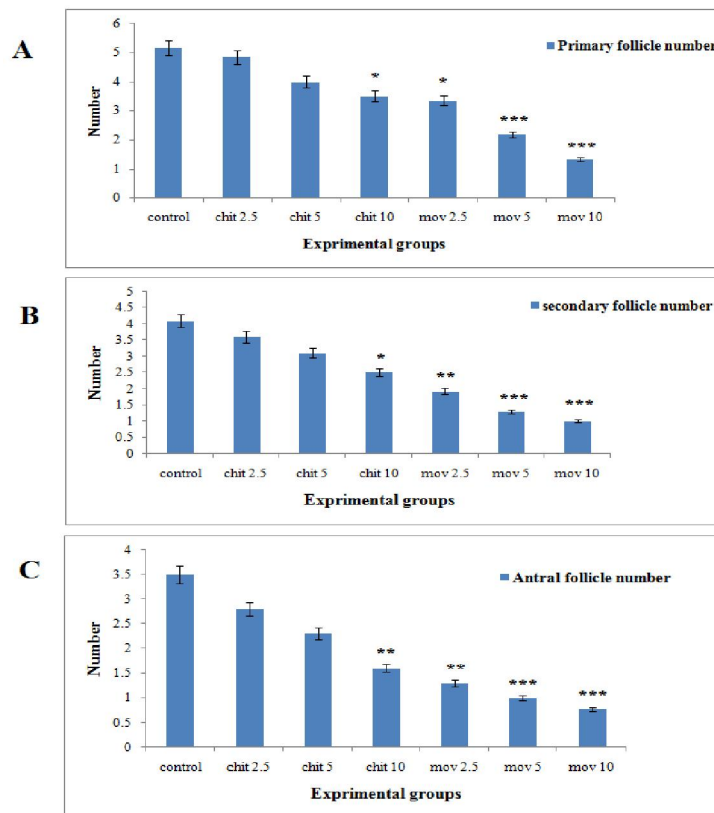 A
Primary follicle number
Number
6
5
4
3
2
1
0
* * *** ***
control chit 2.5 chit 5 chit 10 mov 2.5 mov 5 mov 10
Exprimental groups
B
secondary follicle number
Number
5
4.5
4
3.5
3
2.5
2
1.5
1
0.5
0
* ** *** ***
control chit 2.5 chit 5 chit 10 mov 2.5 mov 5 mov 10
Exprimental groups
C
Antral follicle number
Number
4
3.5
3
2.5
2
1.5
1
0.5
0
** ** *** ***
control chit 2.5 chit 5 chit 10 mov 2.5 mov 5 mov 10
Exprimental groups